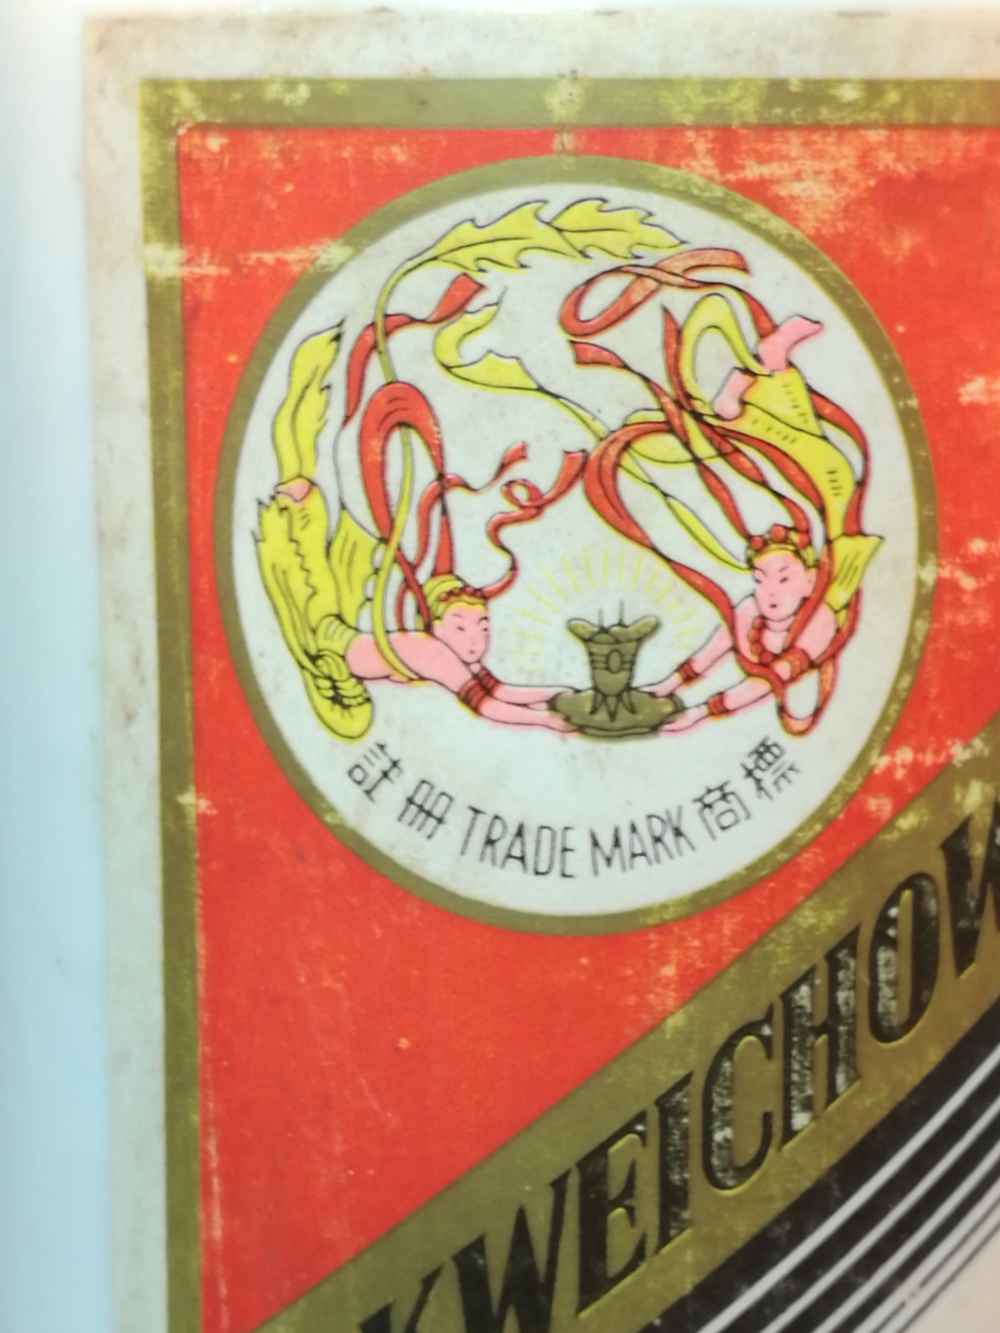 註冊 TRADE MARK 商標
KWEICHOW